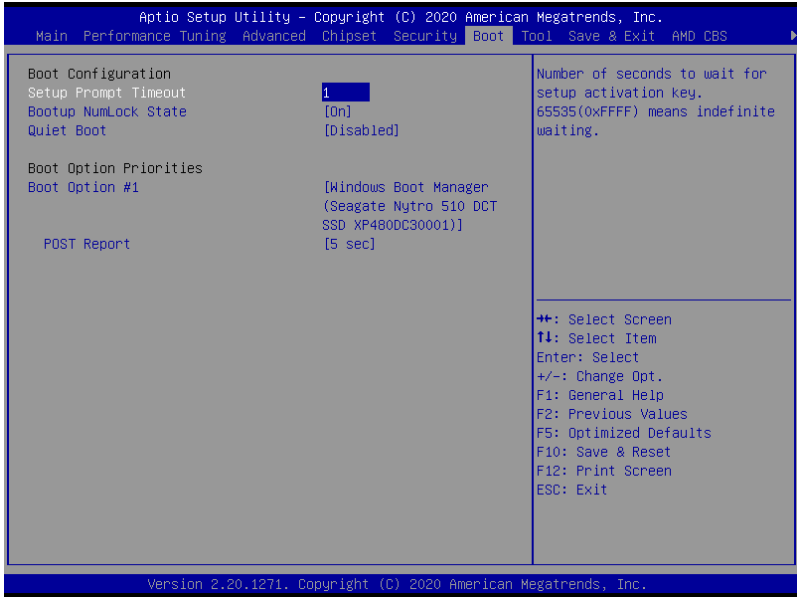 Aptio Setup Utility – Copyright (C) 2020 American Megatrends, Inc.
Main Performance Tuning Advanced Chipset Security Boot Tool Save & Exit AMD CBS
Boot Configuration
Setup Prompt Timeout 1
Bootup NumLock State [On]
Quiet Boot [Disabled]
Boot Option Priorities
Boot Option #1 [Windows Boot Manager
(Seagate Nytro 510 DCT
SSD XP480DC30001)]
POST Report [5 sec]
Number of seconds to wait for
setup activation key.
65535(0xFFFF) means indefinite
waiting.
→←: Select Screen
↑↓: Select Item
Enter: Select
+/-: Change Opt.
F1: General Help
F2: Previous Values
F5: Optimized Defaults
F10: Save & Reset
F12: Print Screen
ESC: Exit
Version 2.20.1271. Copyright (C) 2020 American Megatrends, Inc.